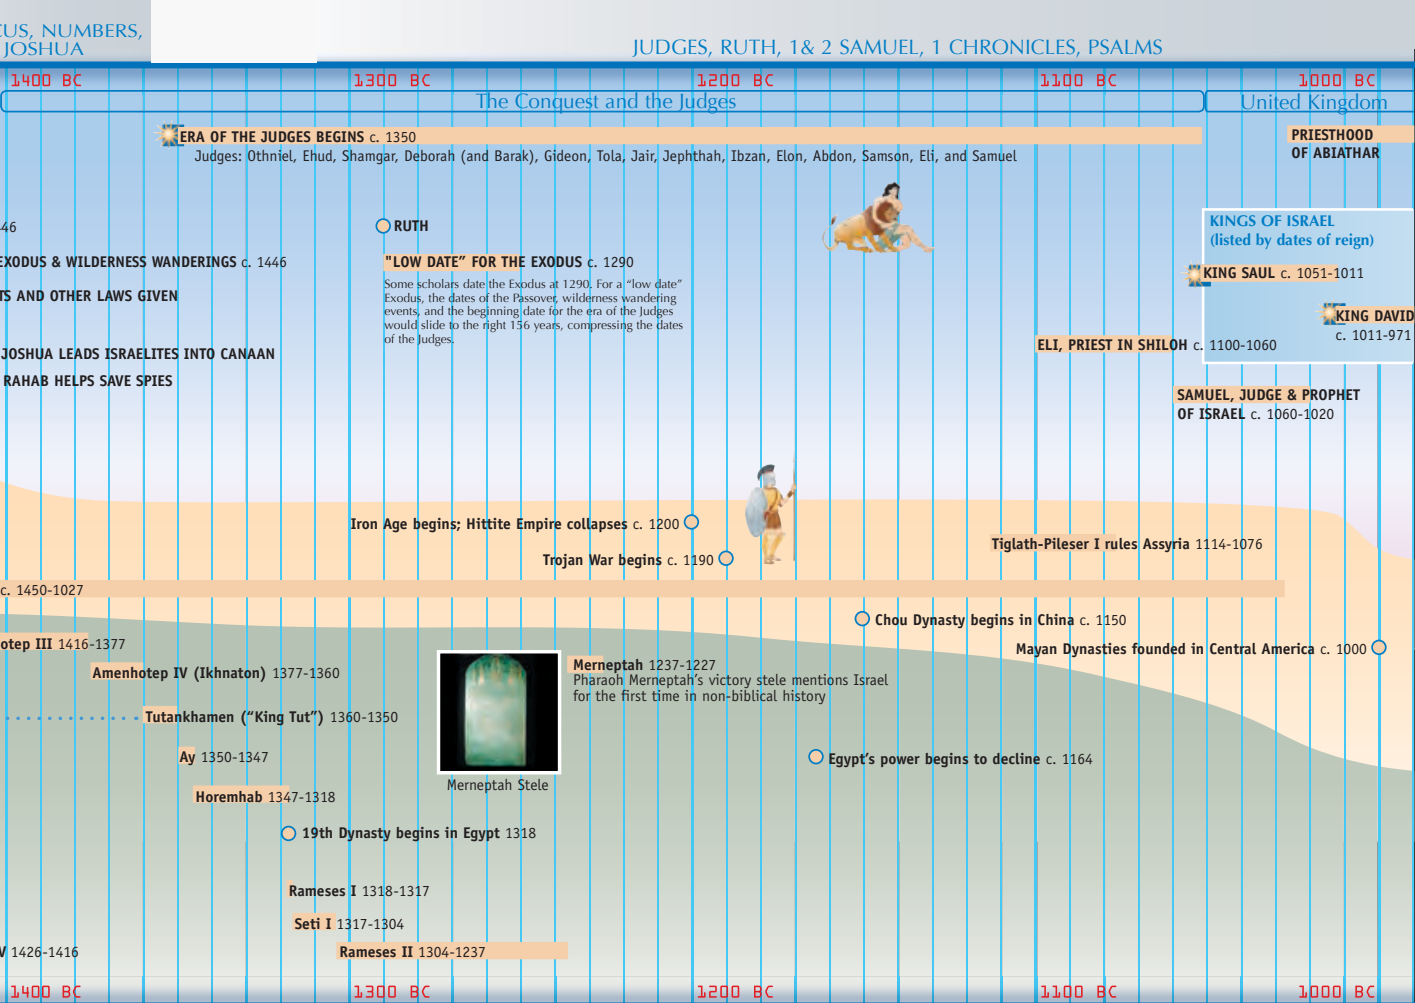 CUS, NUMBERS,
JOSHUA
JUDGES, RUTH, 1& 2 SAMUEL, 1 CHRONICLES, PSALMS
1400 BC 1300 BC 1200 BC 1100 BC 1000 BC
The Conquest and the Judges United Kingdom
ERA OF THE JUDGES BEGINS c. 1350
Judges: Othniel, Ehud, Shamgar, Deborah (and Barak), Gideon, Tola, Jair, Jephthah, Ibzan, Elon, Abdon, Samson, Eli, and Samuel
PRIESTHOOD
OF ABIATHAR
46
RUTH
KINGS OF ISRAEL
(listed by dates of reign)
EXODUS & WILDERNESS WANDERINGS c. 1446
"LOW DATE” FOR THE EXODUS c. 1290
Some scholars date the Exodus at 1290. For a “low date”
Exodus, the dates of the Passover, wilderness wandering
events, and the beginning date for the era of the Judges
would slide to the right 156 years, compressing the dates
of the Judges.
KING SAUL c. 1051-1011
TS AND OTHER LAWS GIVEN
KING DAVID
c. 1011-971
ELI, PRIEST IN SHILOH c. 1100-1060
JOSHUA LEADS ISRAELITES INTO CANAAN
RAHAB HELPS SAVE SPIES
SAMUEL, JUDGE & PROPHET
OF ISRAEL c. 1060-1020
Iron Age begins; Hittite Empire collapses c. 1200
Tiglath-Pileser I rules Assyria 1114-1076
Trojan War begins c. 1190
c. 1450-1027
Chou Dynasty begins in China c. 1150
otep III 1416-1377
Mayan Dynasties founded in Central America c. 1000
Amenhotep IV (Ikhnaton) 1377-1360
Merneptah 1237-1227
Pharaoh Merneptah’s victory stele mentions Israel
for the first time in non-biblical history
Tutankhamen (“King Tut”) 1360-1350
Ay 1350-1347
Egypt’s power begins to decline c. 1164
Merneptah Stele
Horemhab 1347-1318
19th Dynasty begins in Egypt 1318
Rameses I 1318-1317
Seti I 1317-1304
V 1426-1416
Rameses II 1304-1237
1400 BC 1300 BC 1200 BC 1100 BC 1000 BC